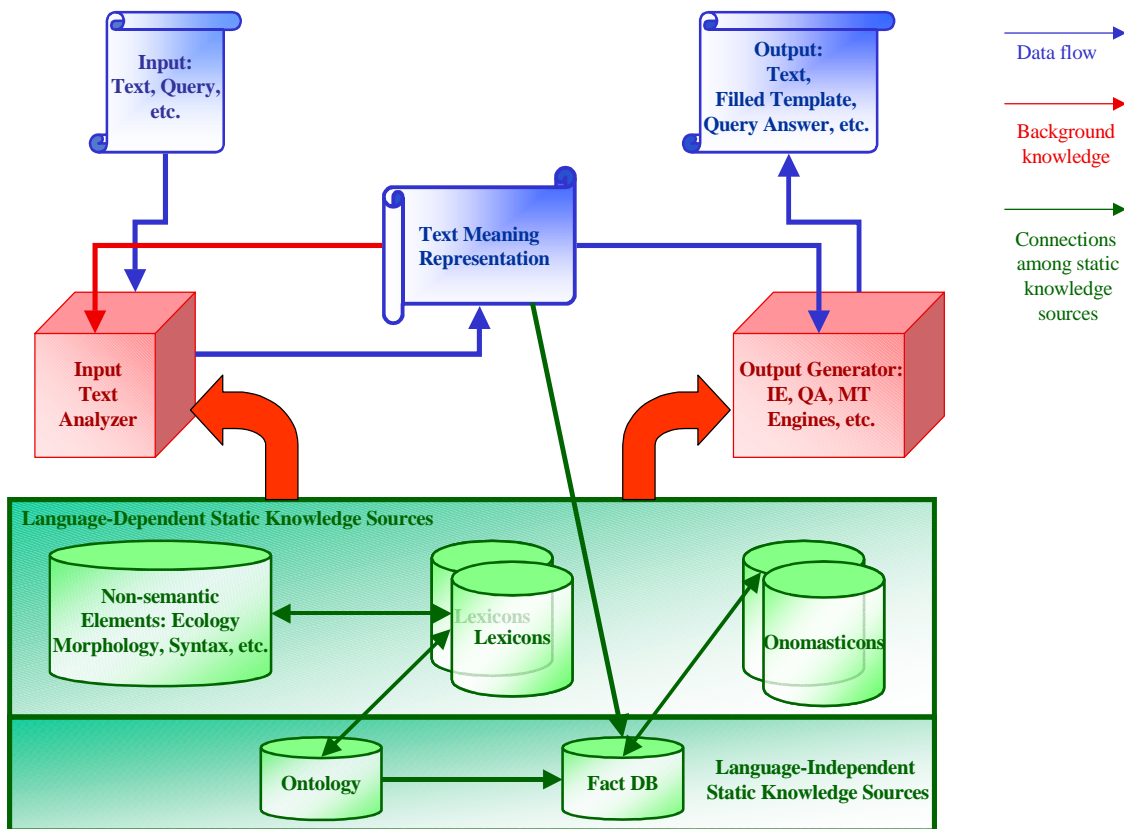 Input:
Text, Query,
etc.
Output:
Text,
Filled Template,
Query Answer, etc.
Data flow
Background
knowledge
Connections
among static
knowledge
sources
Text Meaning
Representation
Input
Text
Analyzer
Output Generator:
IE, QA, MT
Engines, etc.
Language-Dependent Static Knowledge Sources
Non-semantic
Elements: Ecology
Morphology, Syntax, etc.
Lexicons
Lexicons
Onomasticons
Ontology
Fact DB
Language-Independent
Static Knowledge Sources